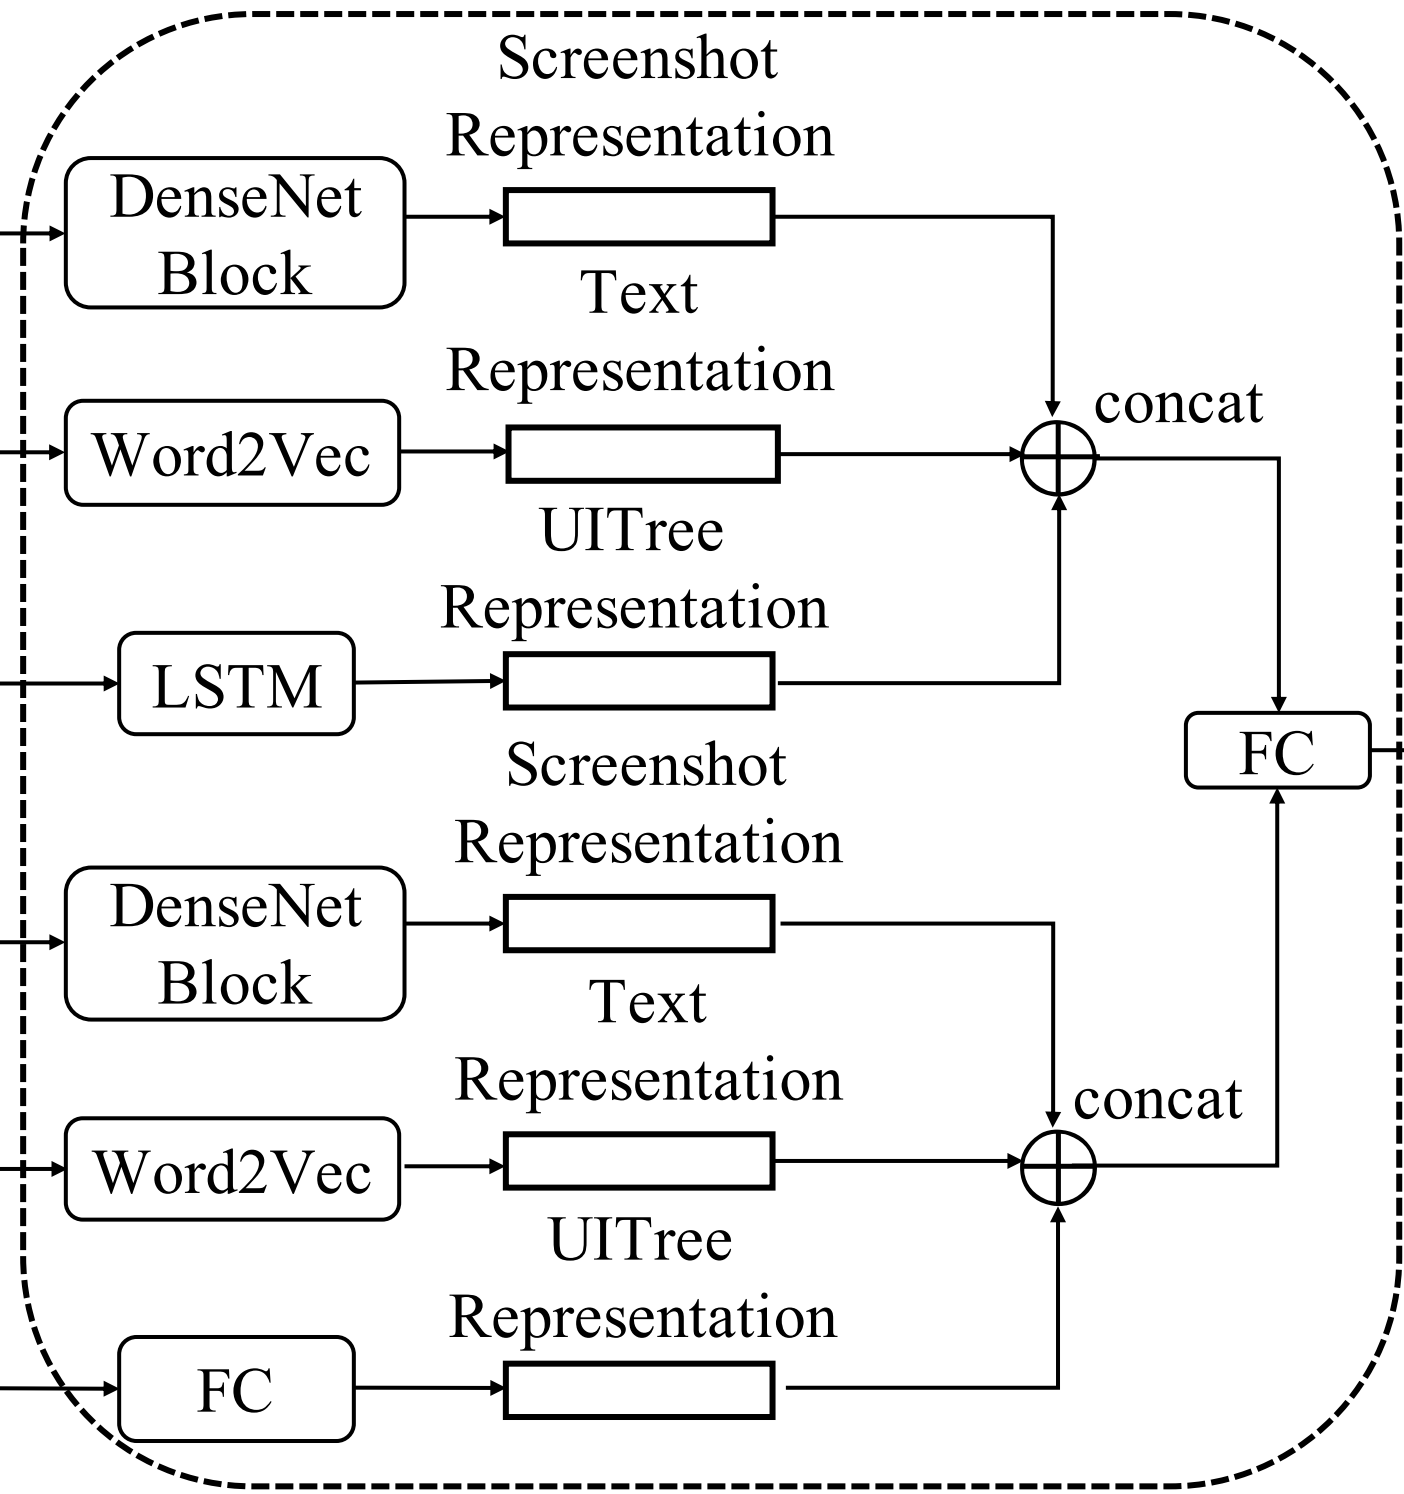 Screenshot
Representation
DenseNet
Block
Text
Representation
concat
Word2Vec
UITree
Representation
LSTM
Screenshot
Representation
FC
DenseNet
Block
Text
Representation
concat
Word2Vec
UITree
Representation
FC